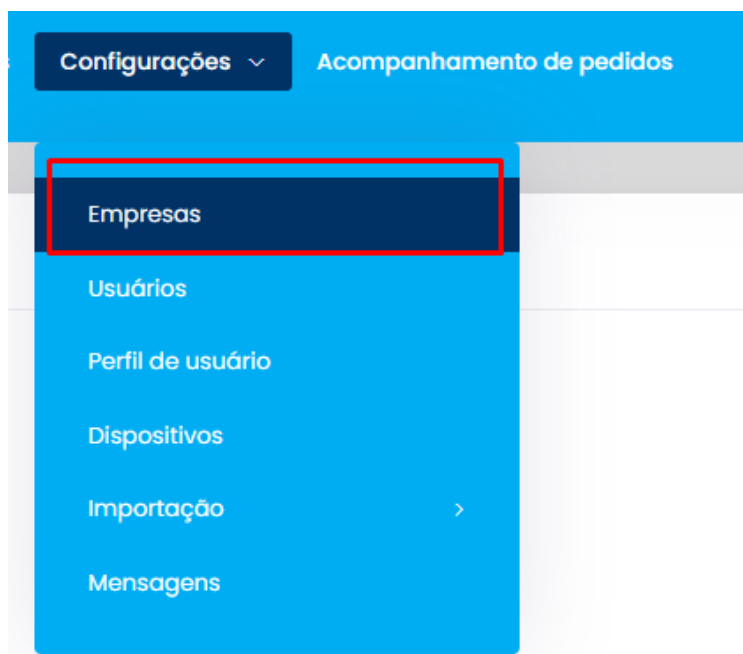 Configurações
Acompanhamento de pedidos
Empresas
Usuários
Perfil de usuário
Dispositivos
Importação
Mensagens